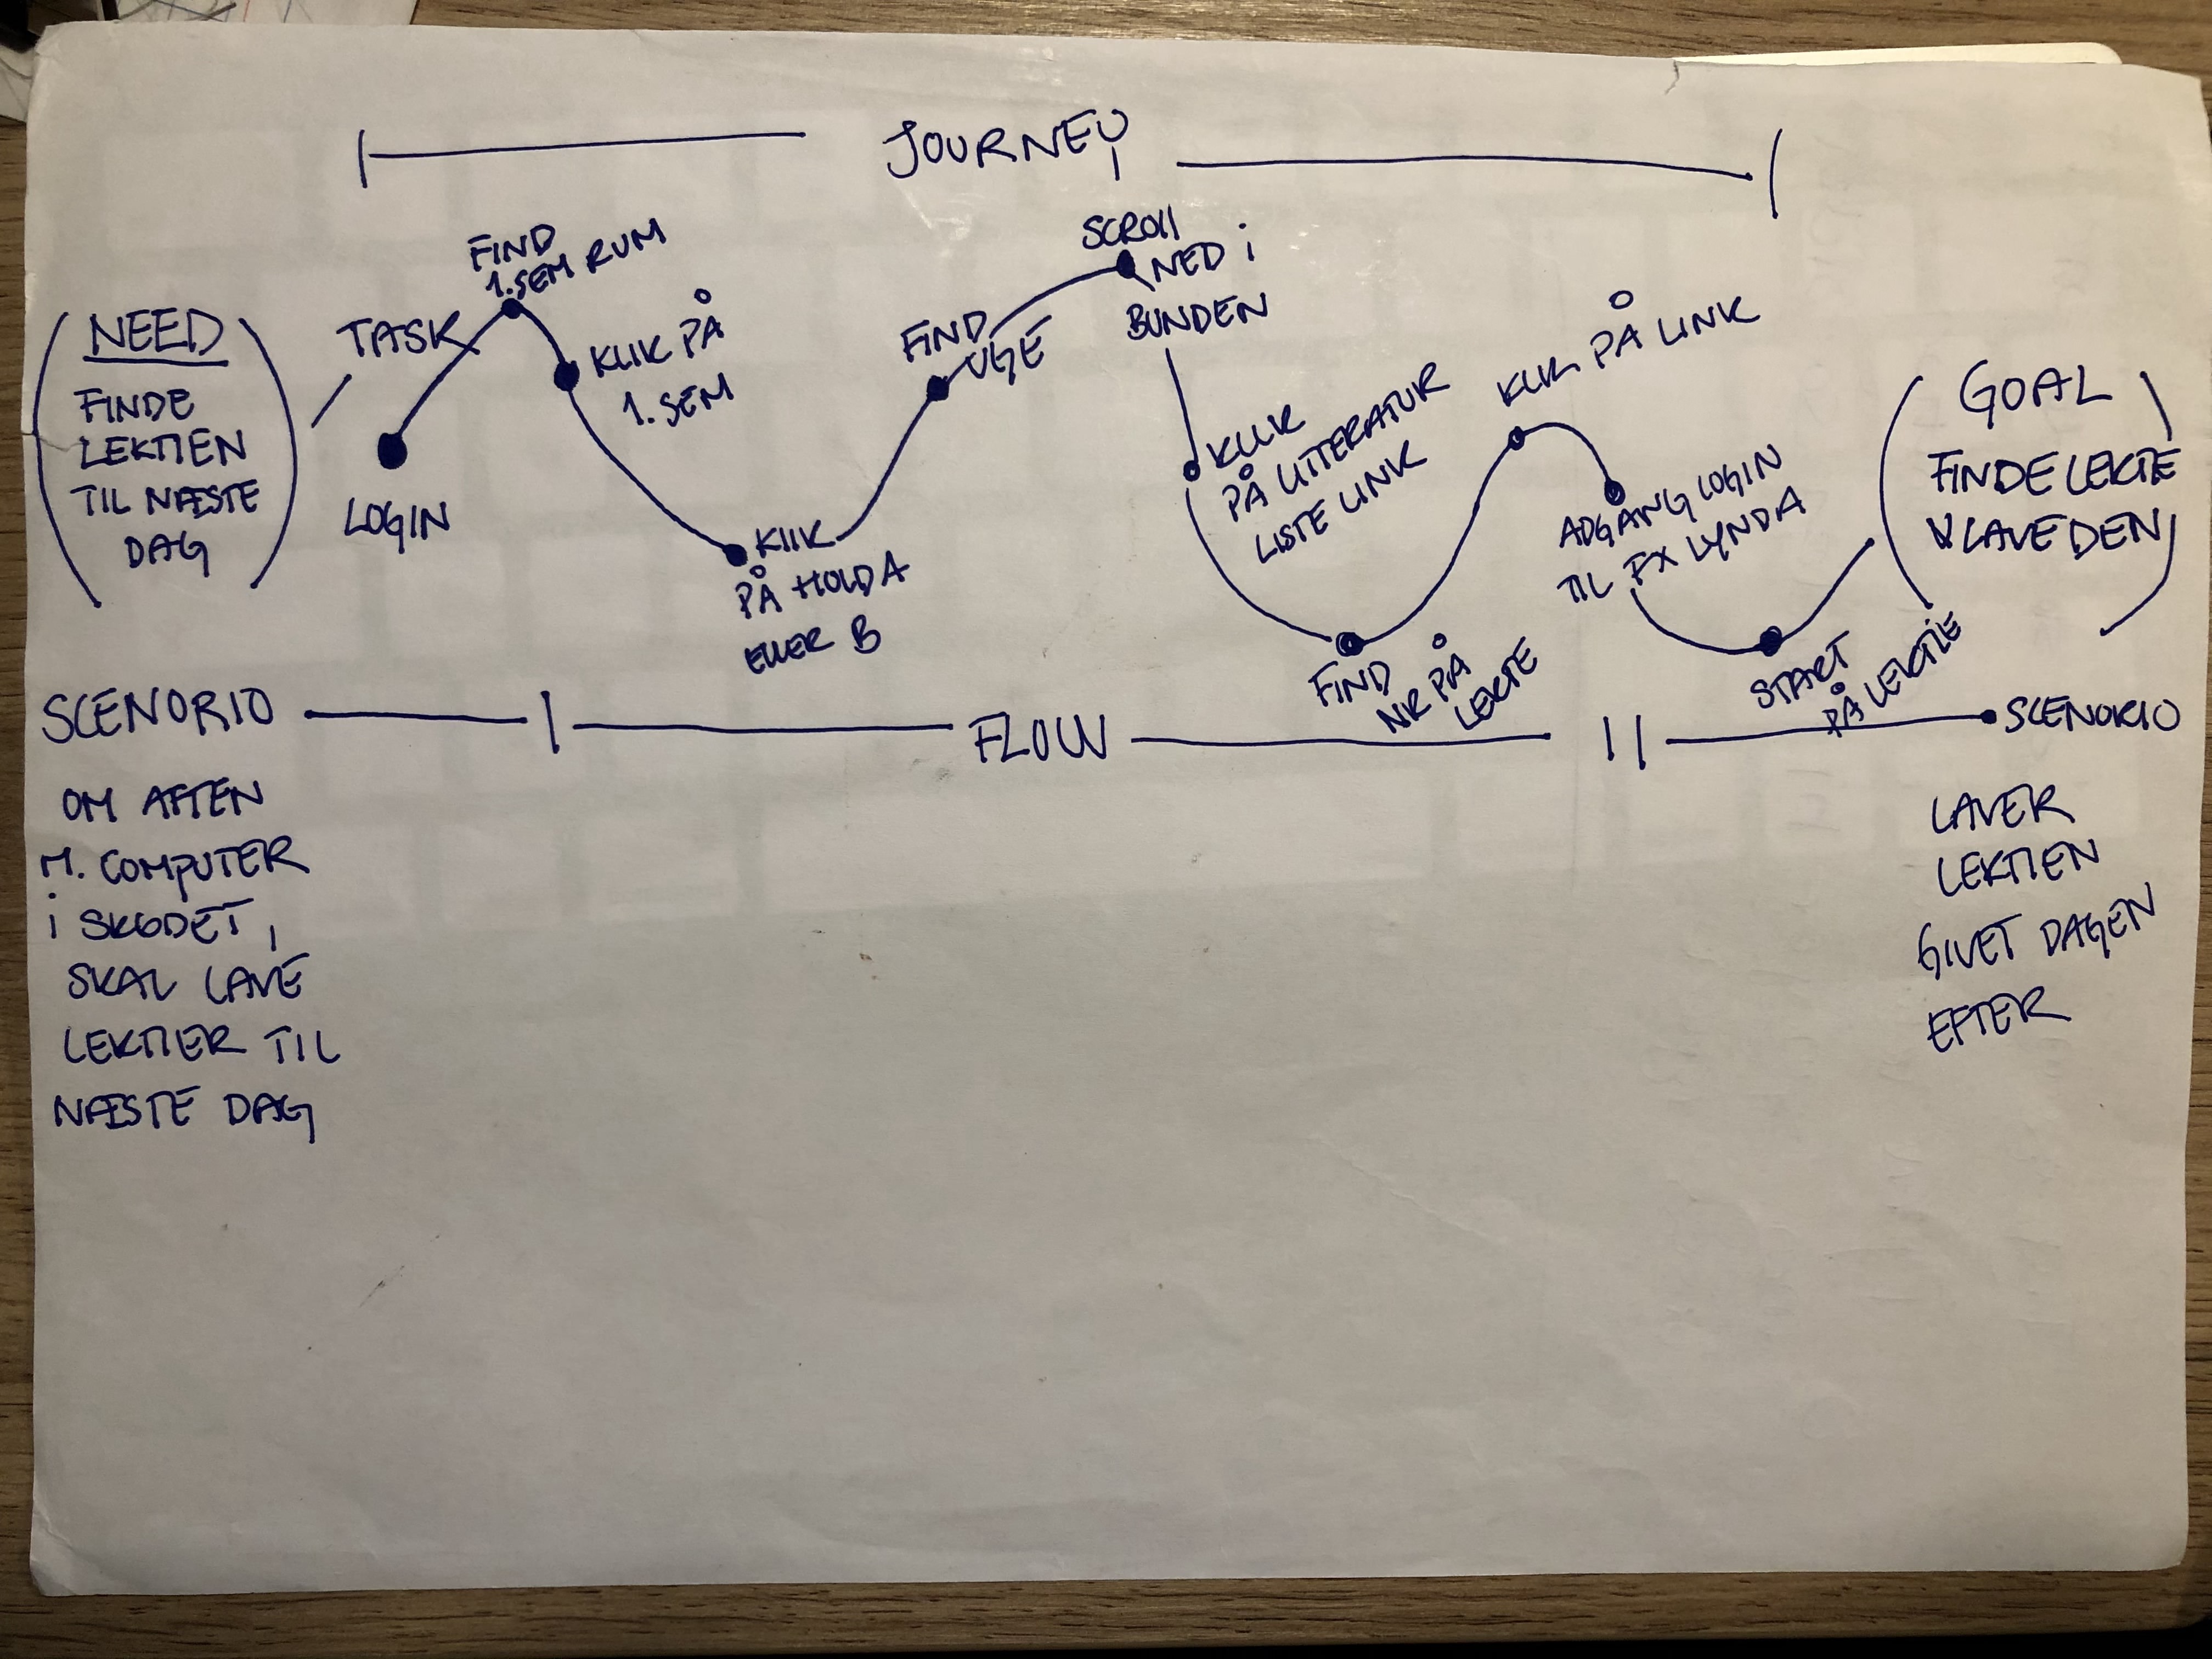 JOURNEY
NEED
FINDE
LEKTIEN
TIL NÆSTE
DAG
TASK
LOGIN
FIND
1.SEM RUM
KLIK PÅ
1.SEM
KLIK
PÅ HOLD A
ELLER B
FIND
UGE
SCROLL
NED i
BUNDEN
KLIK
PÅ LITTERATUR
LISTE LINK
FIND
NR PÅ
LEKTIE
KLIK PÅ LINK
ADGANG LOGIN
TIL FX LYNDA
START
PÅ LEKTIE
GOAL
FINDE LEKTIE
LAVE DEN
SCENORIO
FLOW
SCENORIO
OM AFTEN
M. COMPUTER
i SKØDET,
SKAL LAVE
LEKTIER TIL
NÆSTE DAG
LAVER
LEKTIEN
GIVET DAGEN
EFTER